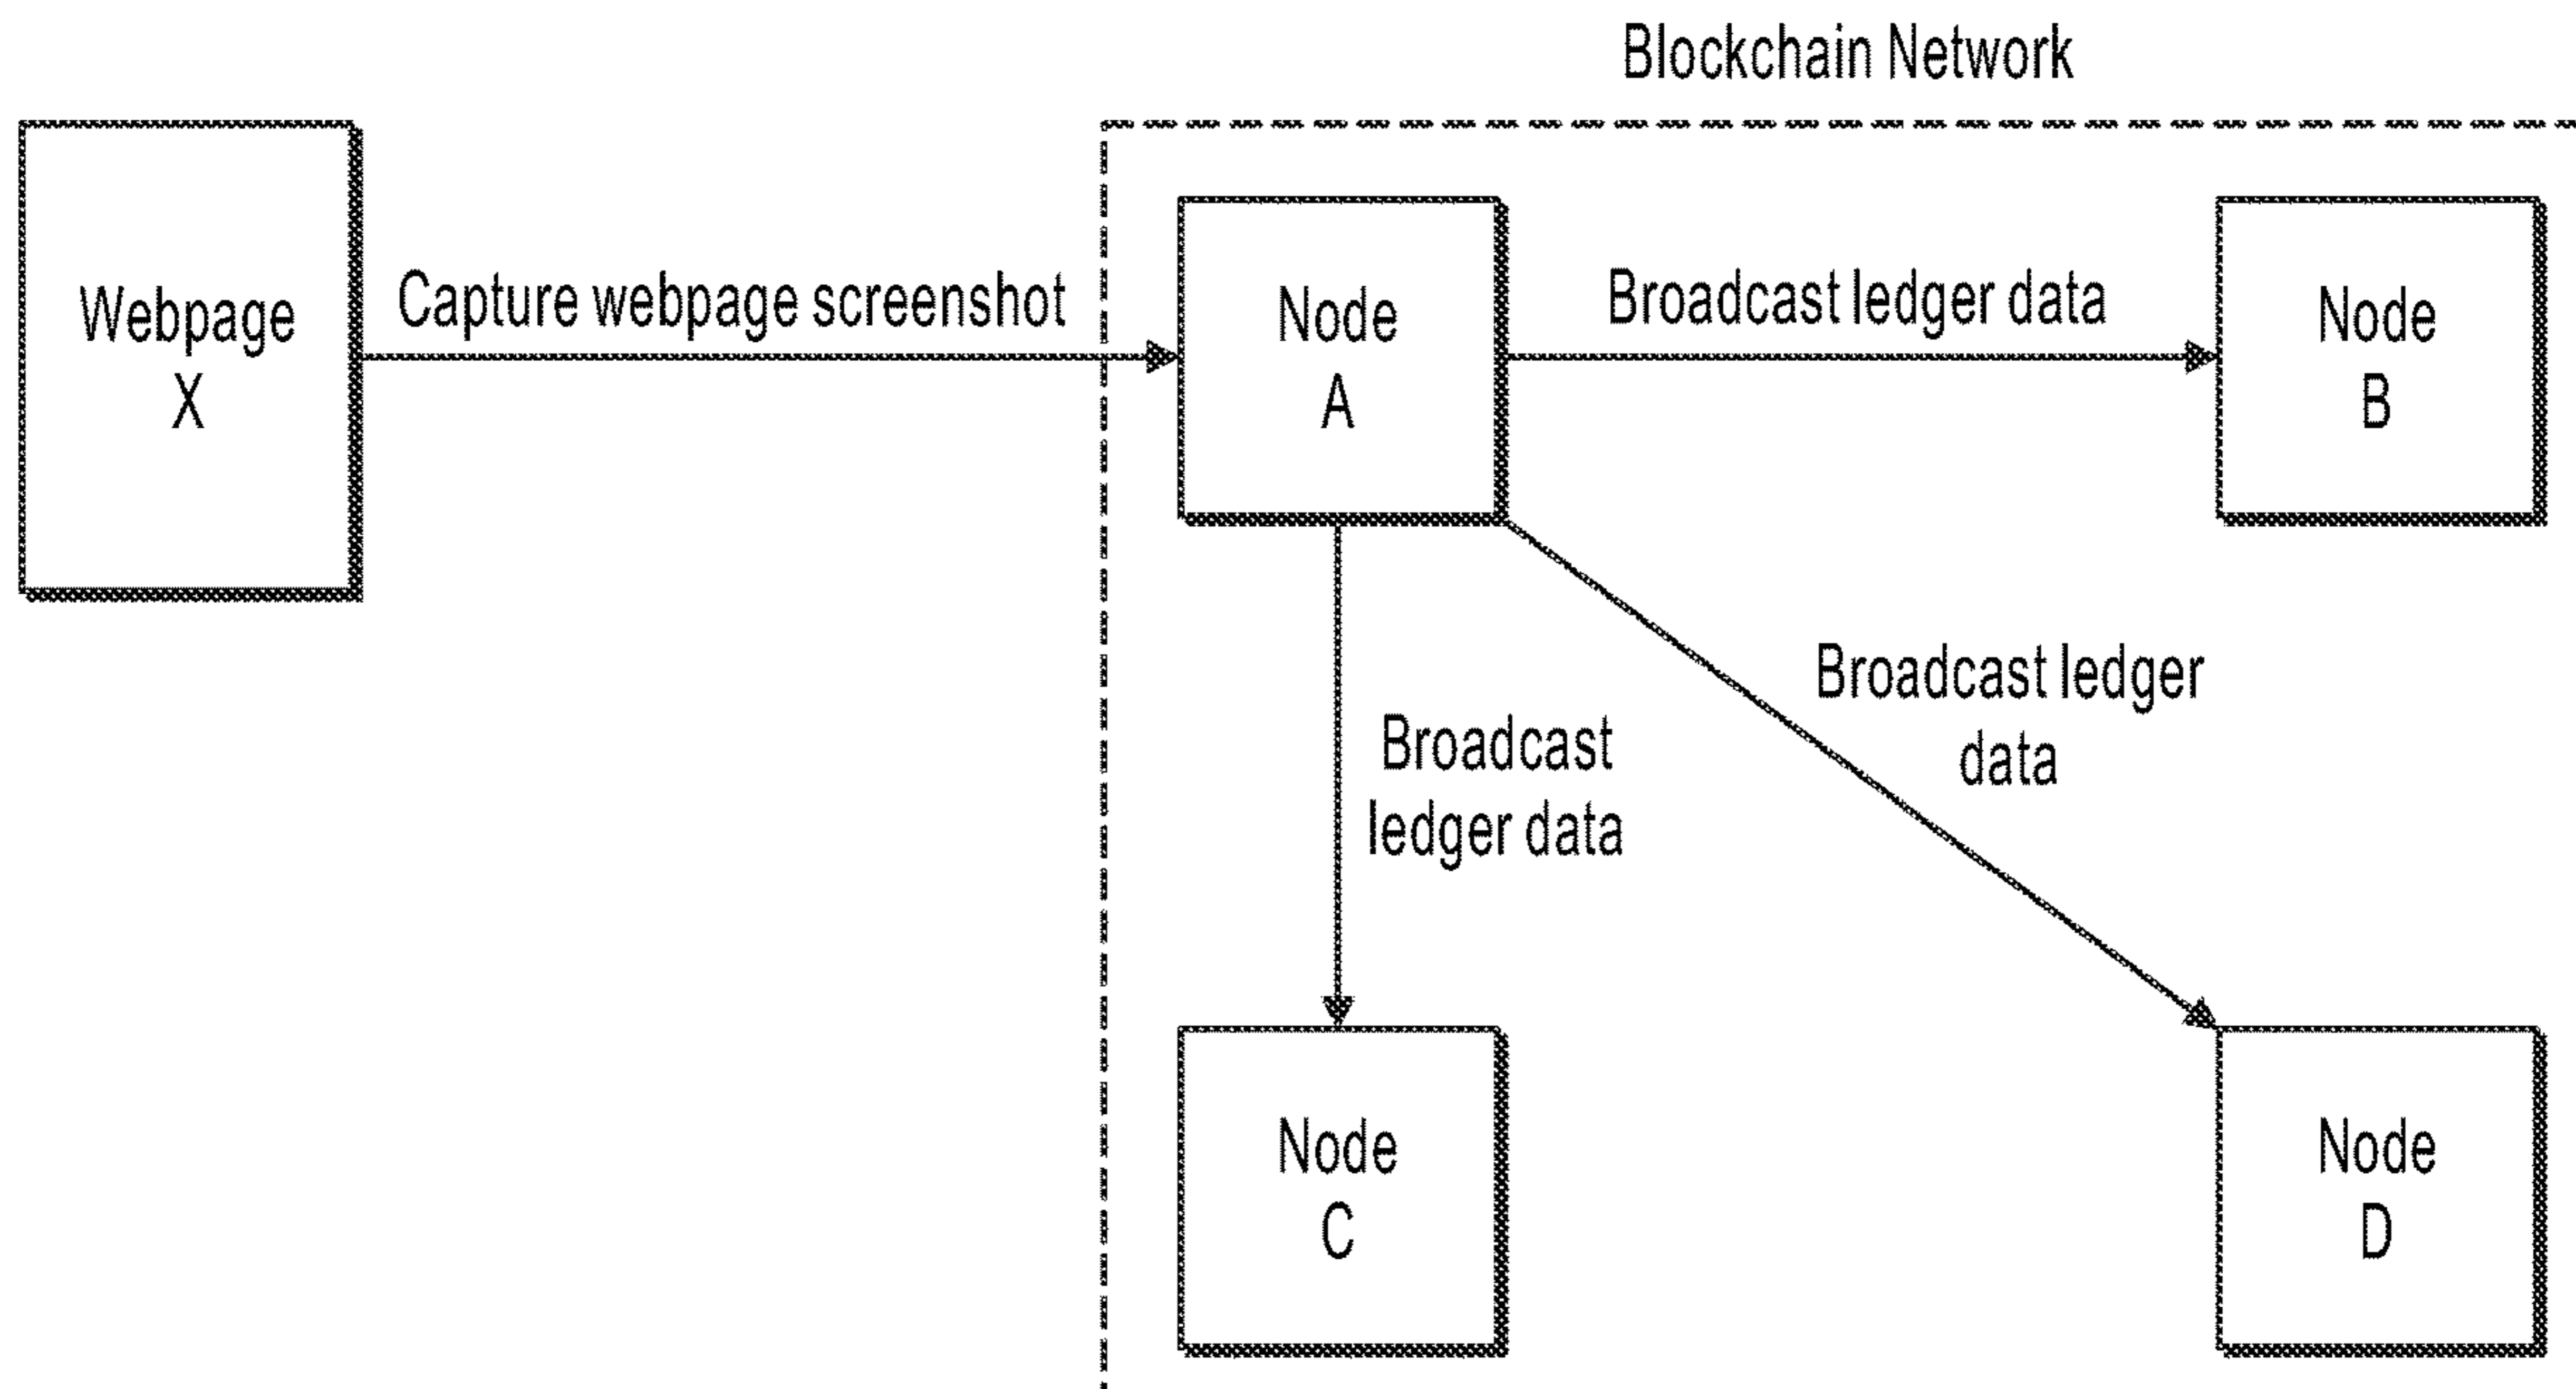 Blockchain Network
Webpage
X
Capture webpage screenshot
Node
A
Broadcast ledger data
Node
B
Broadcast
ledger data
Broadcast ledger
data
Node
C
Node
D